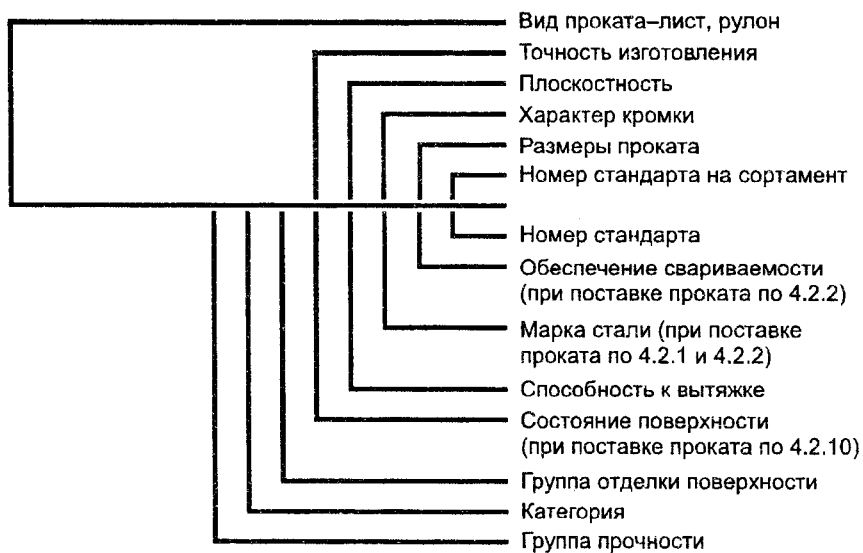 Вид проката–лист, рулон
Точность изготовления
Плоскостность
Характер кромки
Размеры проката
Номер стандарта на сортамент
Номер стандарта
Обеспечение свариваемости
(при поставке проката по 4.2.2)
Марка стали (при поставке
проката по 4.2.1 и 4.2.2)
Способность к вытяжке
Состояние поверхности
(при поставке проката по 4.2.10)
Группа отделки поверхности
Категория
Группа прочности